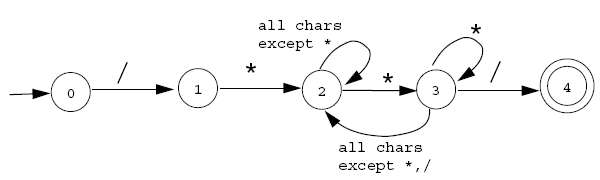 all chars
except *
/
*
*
*
/
0
1
2
3
4
all chars
except *,/